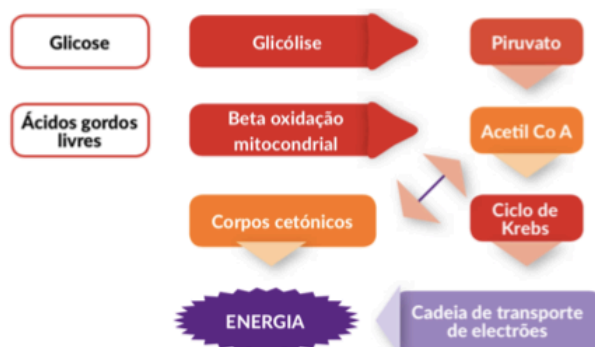 Glicose
Glicólise
Piruvato
Ácidos gordos
livres
Beta oxidação
mitocondrial
Acetil Co A
Corpos cetónicos
Ciclo de
Krebs
ENERGIA
Cadeia de transporte
de electrões